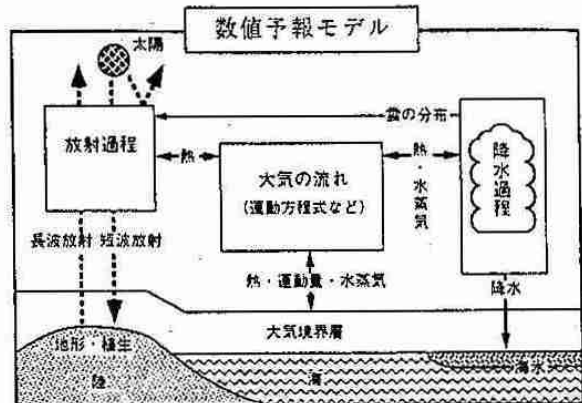 数値予報モデル
太陽
放射過程
雲の分布
熱
大気の流れ
(運動方程式など)
熱・水蒸気
降水過程
長波放射 短波放射
熱・運動量・水蒸気
降水
大気境界層
地形・植生
陸
海
海氷